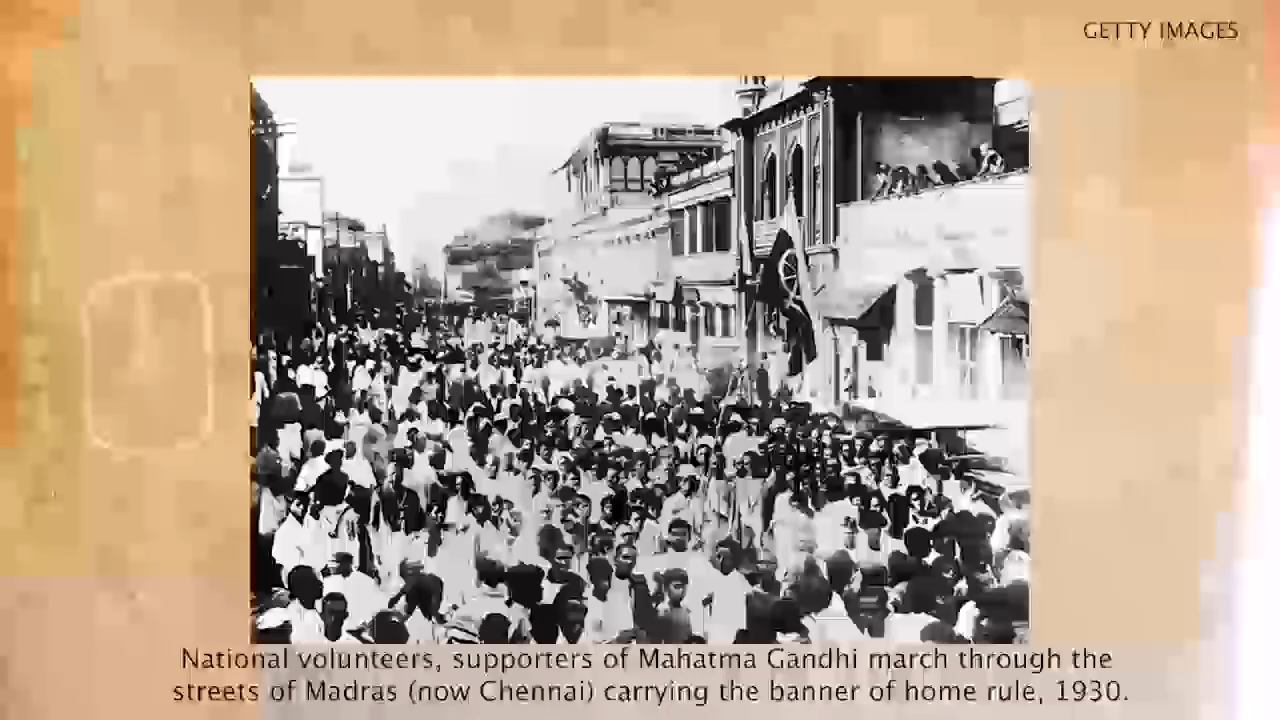 GETTY IMAGES
National volunteers, supporters of Mahatma Gandhi march through the
streets of Madras (now Chennai) carrying the banner of home rule, 1930.